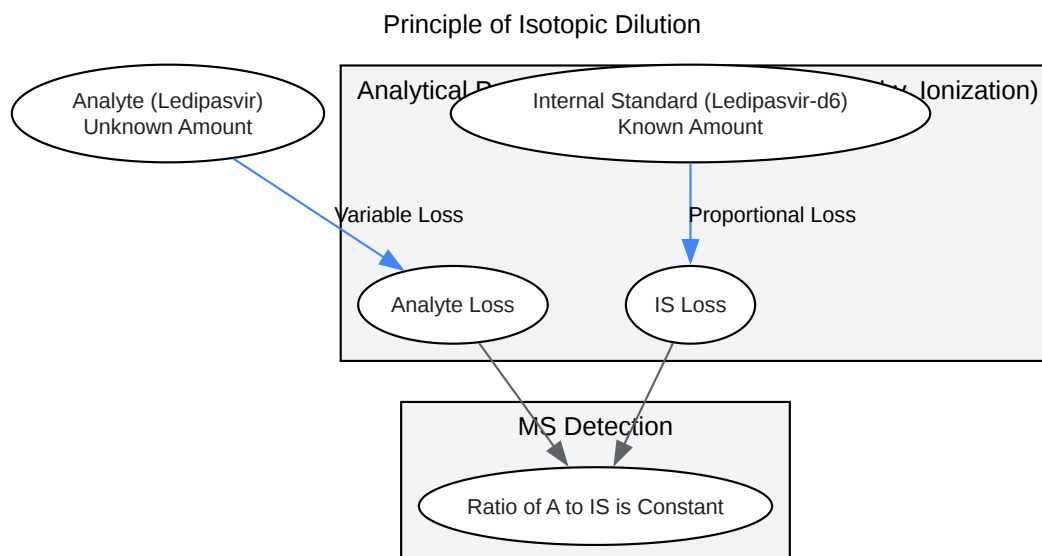 Principle of Isotopic Dilution
Analytical Ionization)
Analyte (Ledipasvir)
Unknown Amount
Internal Standard (Ledipasvir-d6)
Known Amount
Variable Loss
Proportional Loss
Analyte Loss
IS Loss
MS Detection
Ratio of A to IS is Constant